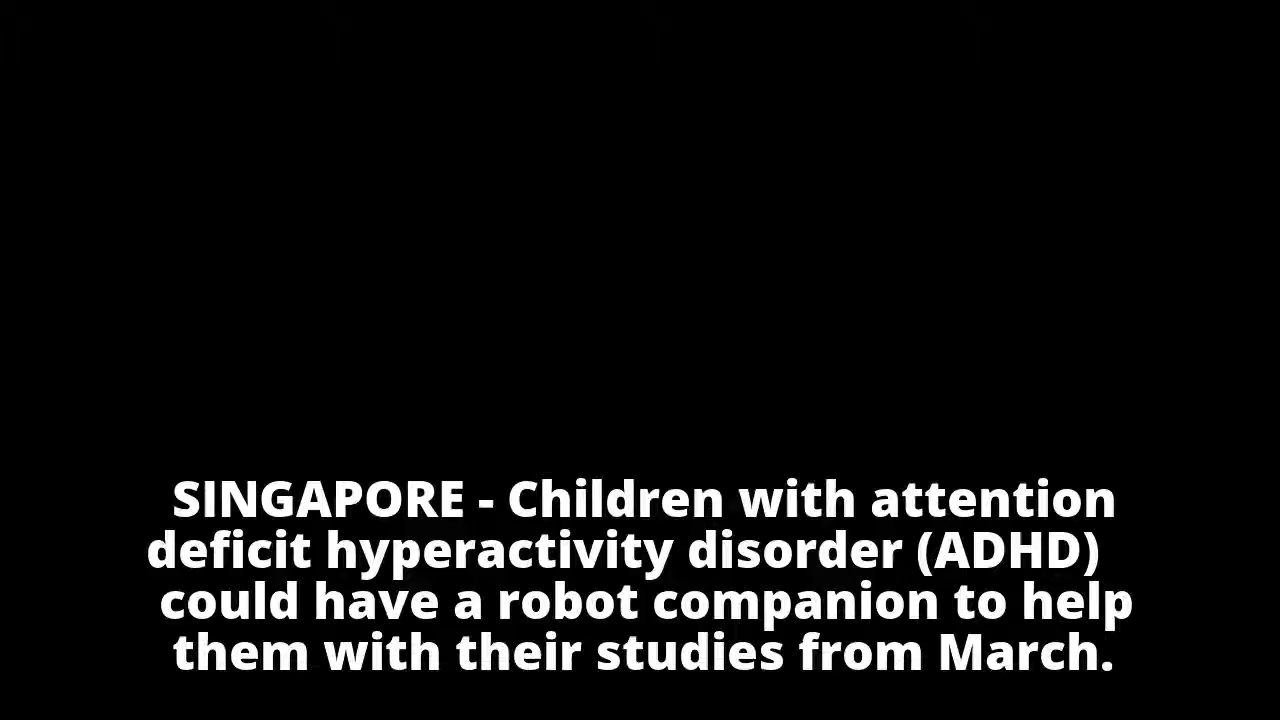 SINGAPORE - Children with attention
deficit hyperactivity disorder (ADHD)
could have a robot companion to help
them with their studies from March.